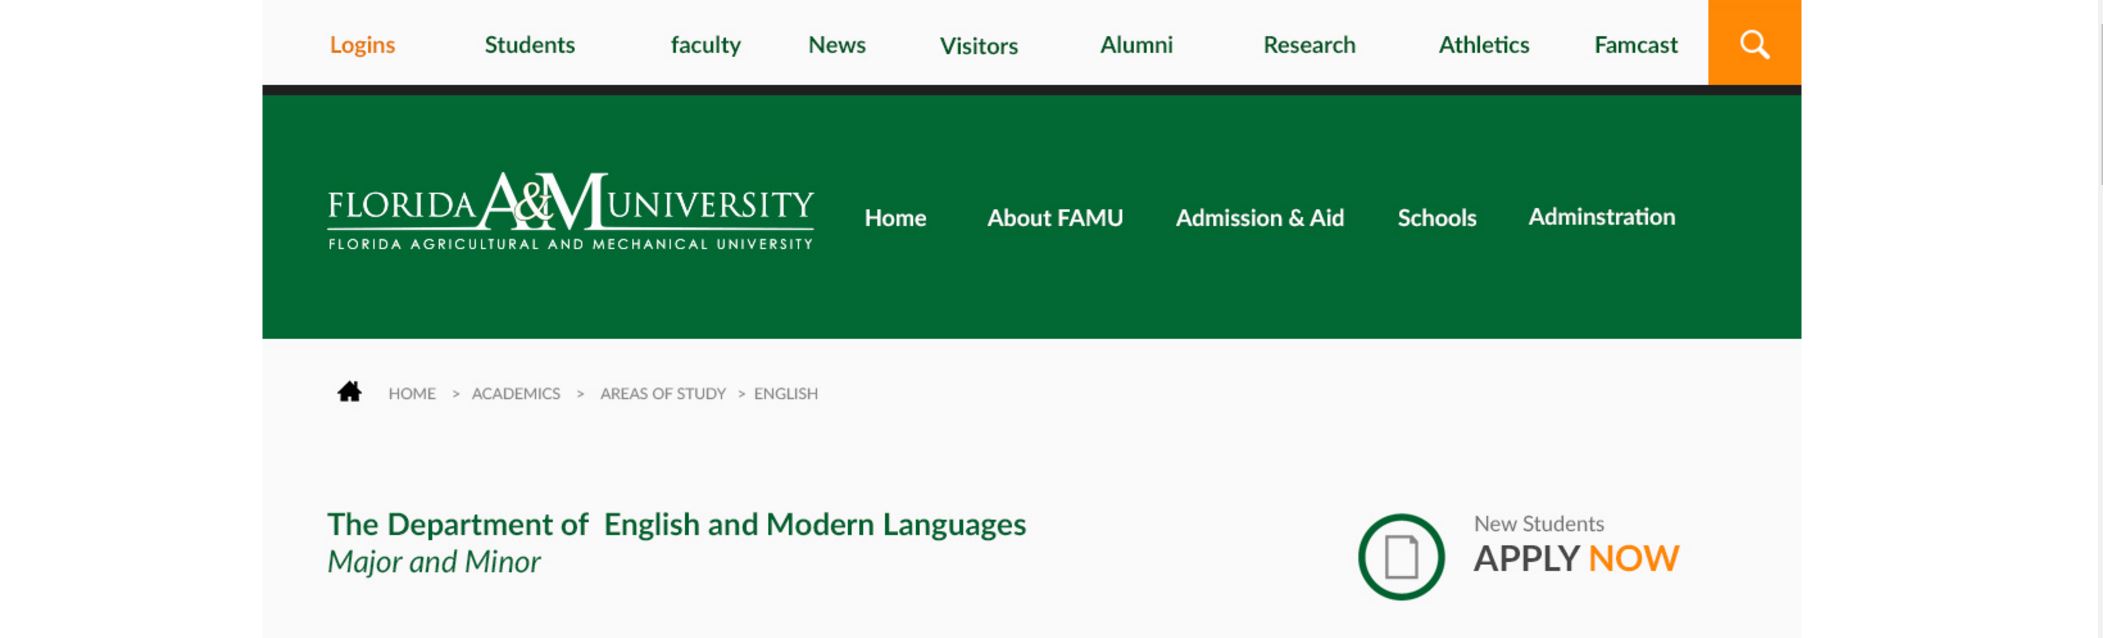 Logins Students faculty News Visitors Alumni Research Athletics Famcast
FLORIDA A&M UNIVERSITY
FLORIDA AGRICULTURAL AND MECHANICAL UNIVERSITY
Home About FAMU Admission & Aid Schools Adminstration
HOME > ACADEMICS > AREAS OF STUDY > ENGLISH
The Department of English and Modern Languages
Major and Minor
New Students
APPLY NOW